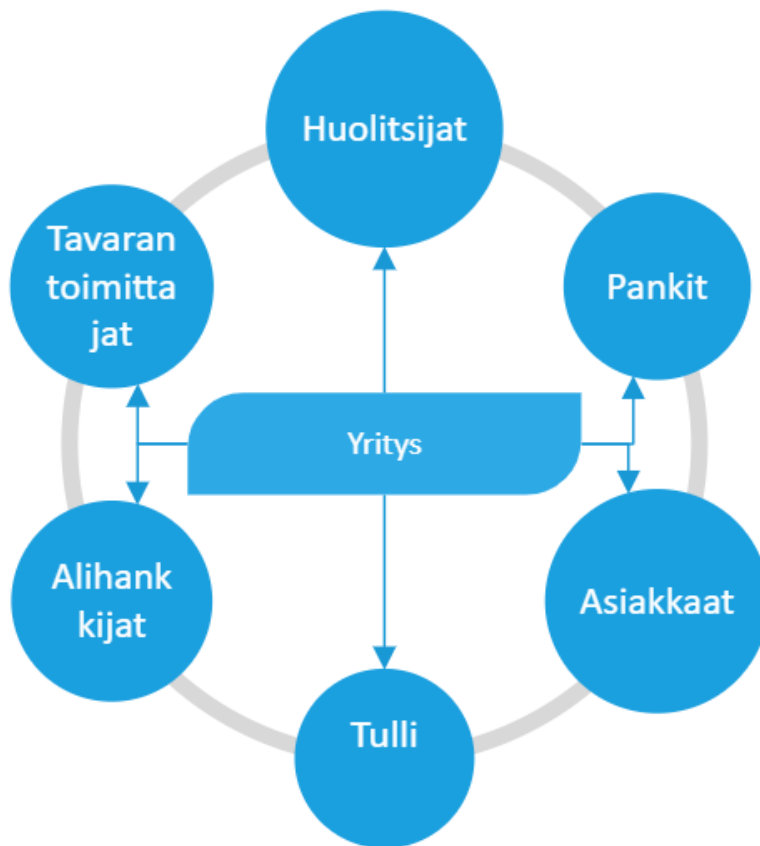 Huolitsijat
Tavaran
toimitta
jat
Pankit
Yritys
Alihank
kijat
Asiakkaat
Tulli